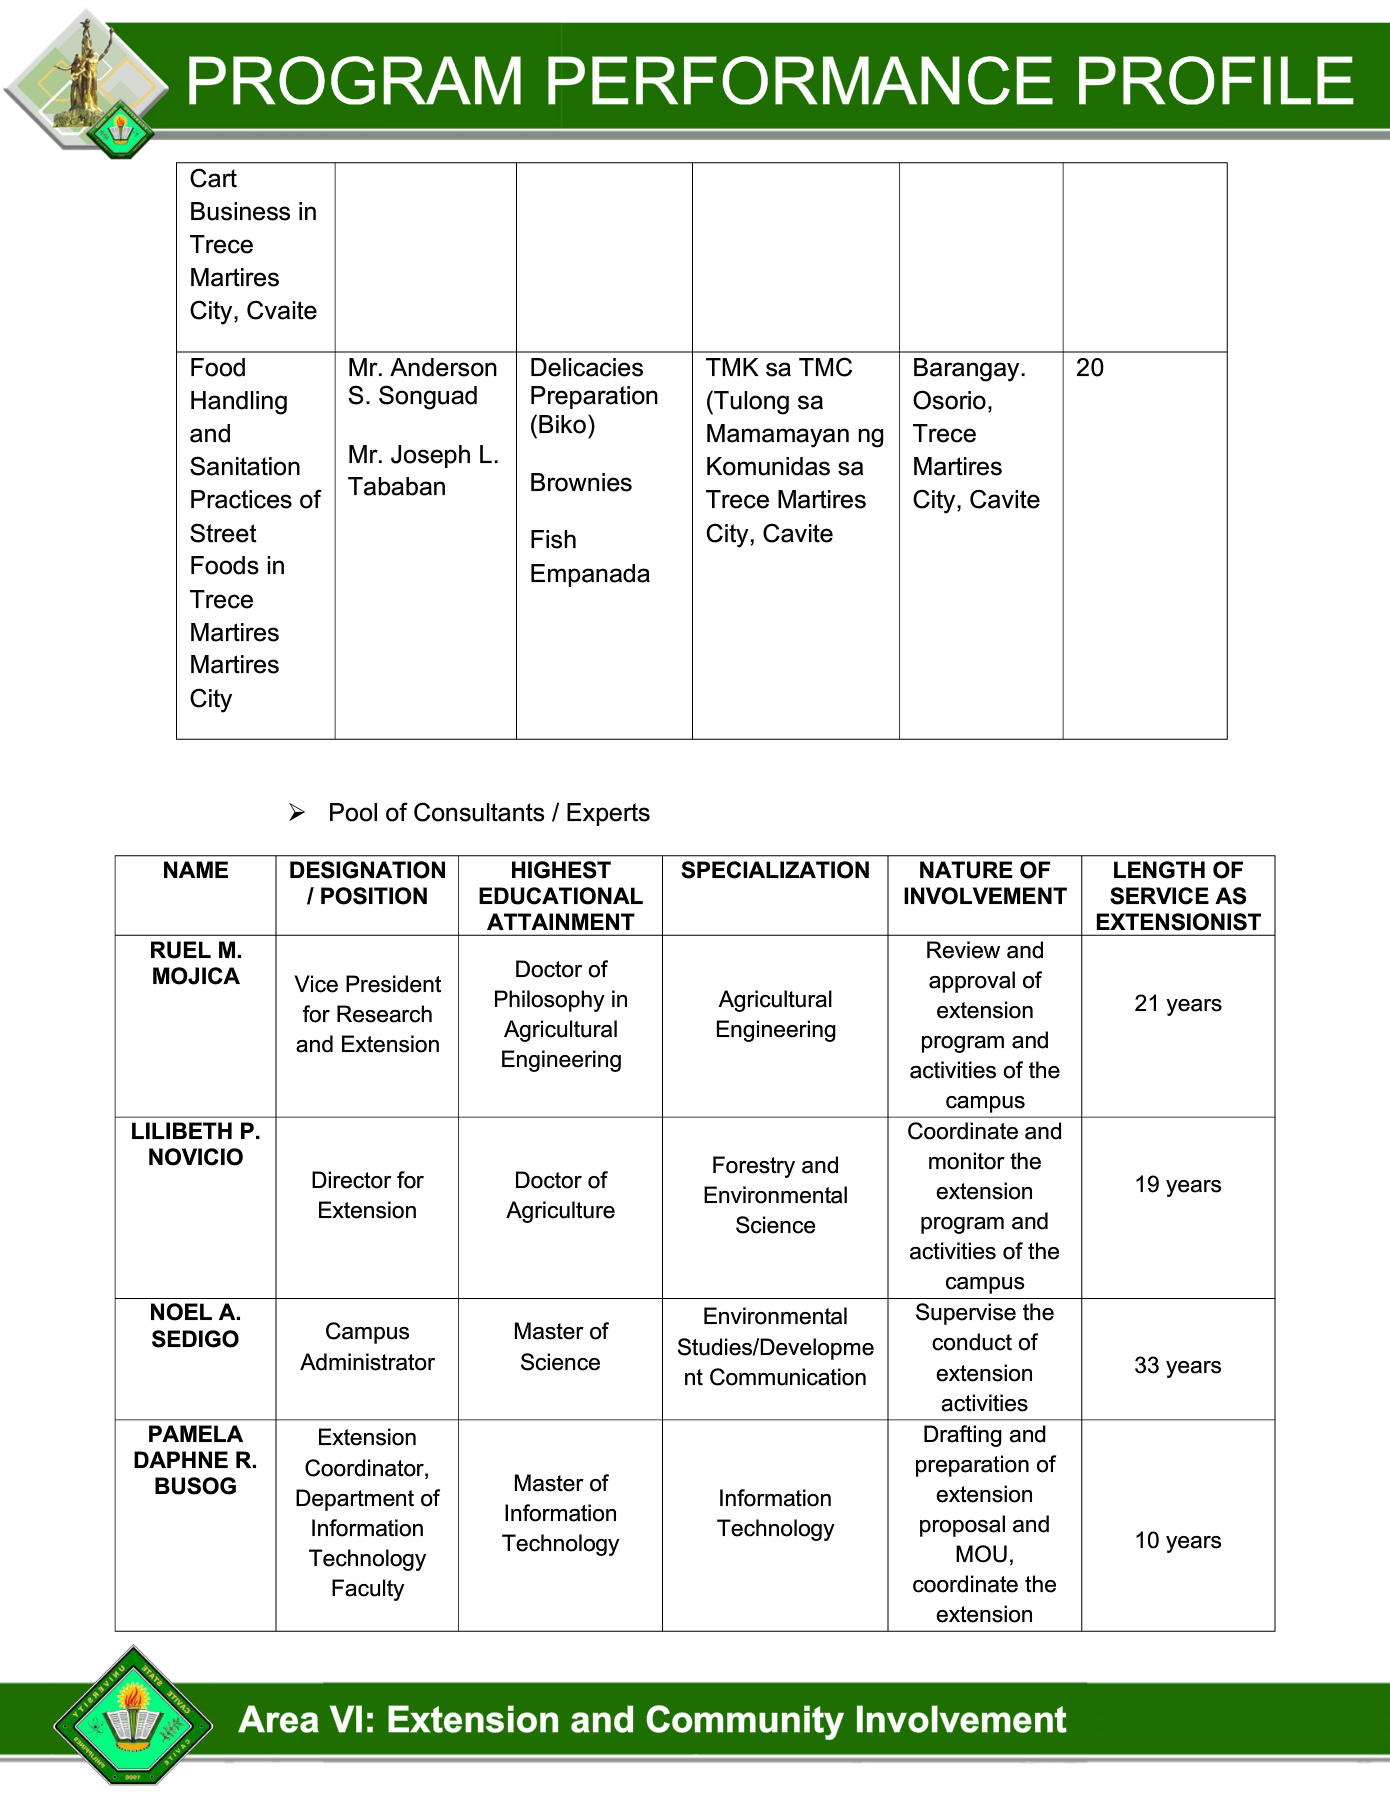 PROGRAM PERFORMANCE PROFILE
Cart
Business in
Trece
Martires
City, Cvaite
Food
Handling
and
Sanitation
Practices of
Street
Foods in
Trece
Martires
Martires
City
Mr. Anderson
S. Songuad
Mr. Joseph L.
Tababan
Delicacies
Preparation
(Biko)
Brownies
Fish
Empanada
TMK sa TMC
(Tulong sa
Mamamayan ng
Komunidas sa
Trece Martires
City, Cavite
Barangay.
Osorio,
Trece
Martires
City, Cavite
20
➢ Pool of Consultants / Experts
NAME
DESIGNATION
/ POSITION
HIGHEST
EDUCATIONAL
ATTAINMENT
SPECIALIZATION
NATURE OF
INVOLVEMENT
LENGTH OF
SERVICE AS
EXTENSIONIST
RUEL M.
MOJICA
Vice President
for Research
and Extension
Doctor of
Philosophy in
Agricultural
Engineering
Agricultural
Engineering
Review and
approval of
extension
program and
activities of the
campus
21 years
LILIBETH P.
NOVICIO
Director for
Extension
Doctor of
Agriculture
Forestry and
Environmental
Science
Coordinate and
monitor the
extension
program and
activities of the
campus
19 years
NOEL A.
SEDIGO
Campus
Administrator
Master of
Science
Environmental
Studies/Developme
nt Communication
Supervise the
conduct of
extension
activities
33 years
PAMELA
DAPHNE R.
BUSOG
Extension
Coordinator,
Department of
Information
Technology
Faculty
Master of
Information
Technology
Information
Technology
Drafting and
preparation of
extension
proposal and
MOU,
coordinate the
extension
10 years
CAVITE STATE UNIVERSITY
CAVITE PHILIPPINES
Area VI: Extension and Community Involvement